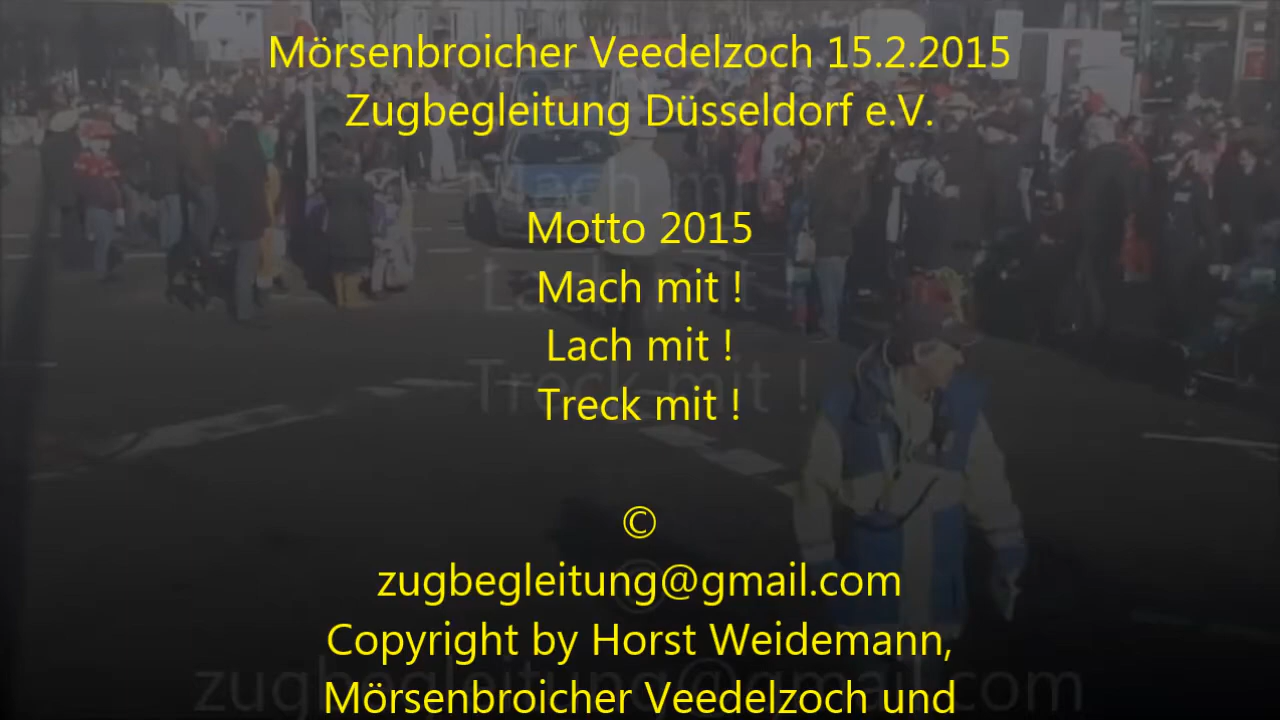 Mörsenbroicher Veedelzoch 15.2.2015
Zugbegleitung Düsseldorf e.V.
Motto 2015
Mach mit !
Lach mit !
Treck mit !
©
zugbegleitung@gmail.com
Copyright by Horst Weidemann,
Mörsenbroicher Veedelzoch und